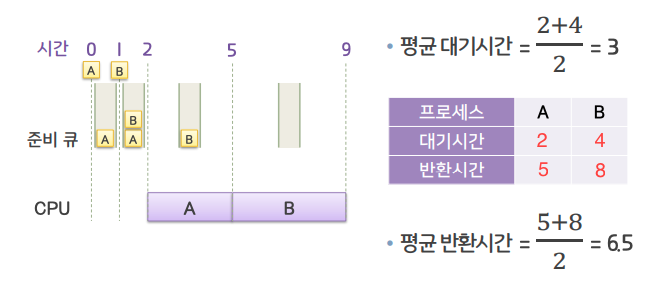 시간 0 1 2 5 9
A B
B
A A B
준비 큐
CPU A B
• 평균 대기시간 = 2+4 / 2 = 3
프로세스 A B
대기시간 2 4
반환시간 5 8
• 평균 반환시간 = 5+8 / 2 = 6.5